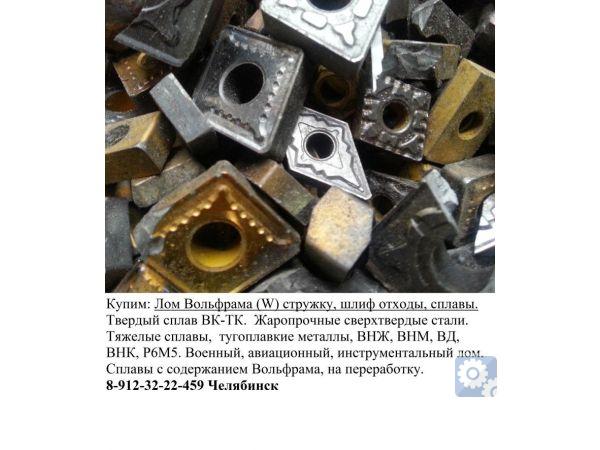 Купим: Лом Вольфрама (W) стружку, шлиф отходы, сплавы.
Твердый сплав ВК-ТК. Жаропрочные сверхтвердые стали.
Тяжелые сплавы, тугоплавкие металлы, ВНЖ, ВНМ, ВД,
ВНК, Р6М5. Военный, авиационный, инструментальный лом.
Сплавы с содержанием Вольфрама, на переработку.
8-912-32-22-459 Челябинск